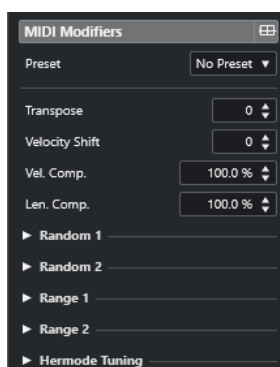 MIDI Modifiers
Preset No Preset
Transpose 0
Velocity Shift 0
Vel. Comp. 100.0 %
Len. Comp. 100.0 %
Random 1
Random 2
Range 1
Range 2
Hermode Tuning